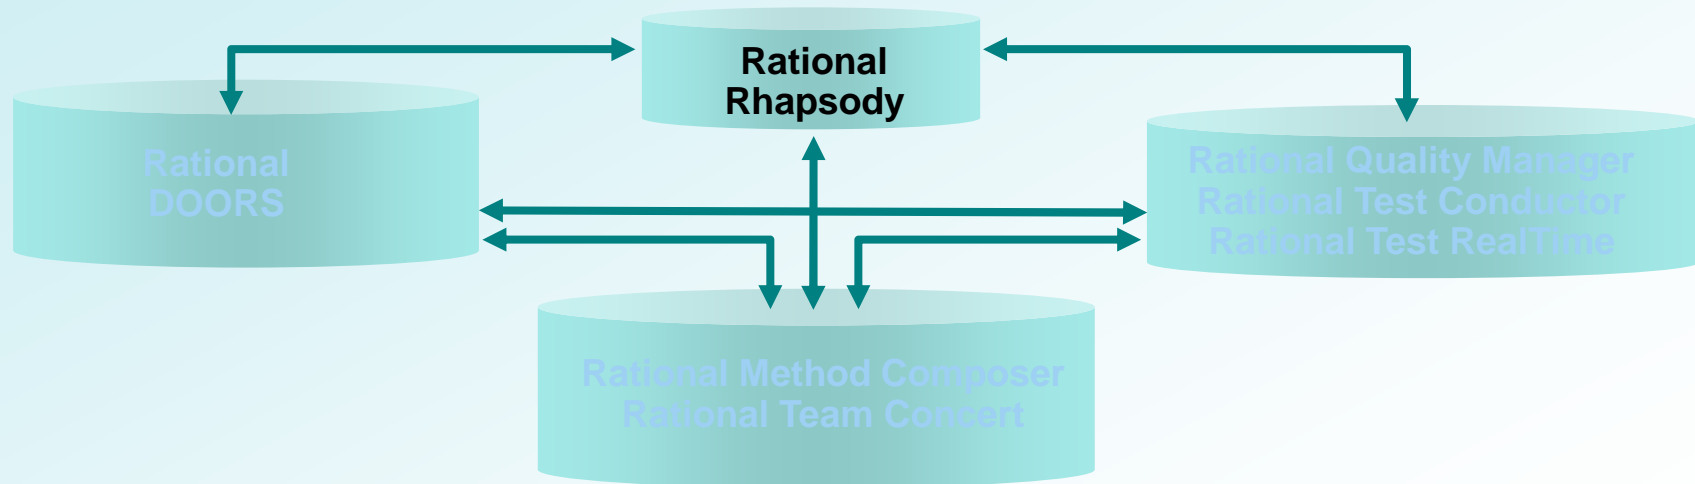 Rational
Rhapsody
Rational
DOORS
Rational Quality Manager
Rational Test Conductor
Rational Test RealTime
Rational Method Composer
Rational Team Concert